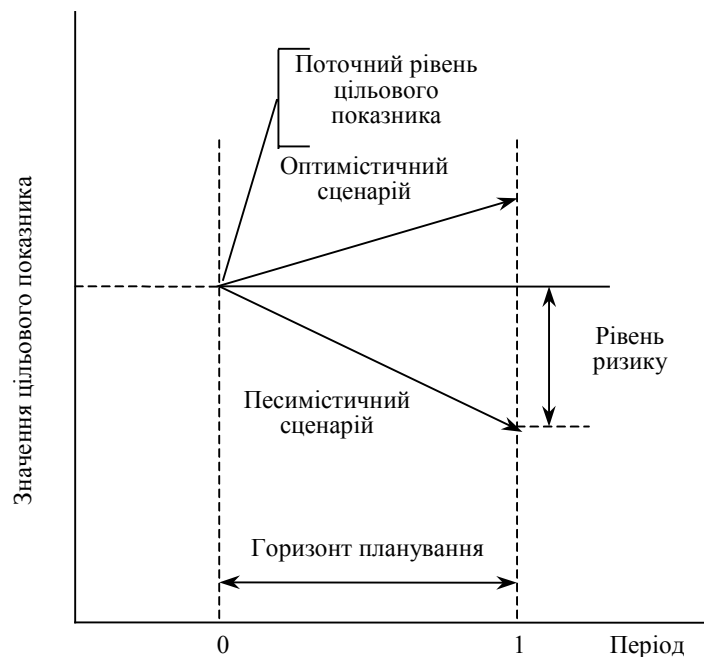 Поточний рівень
цільового
показника
Оптимістичний
сценарій
Значення цільового показника
Рівень
ризику
Песимістичний
сценарій
Горизонт планування
0
1
Період